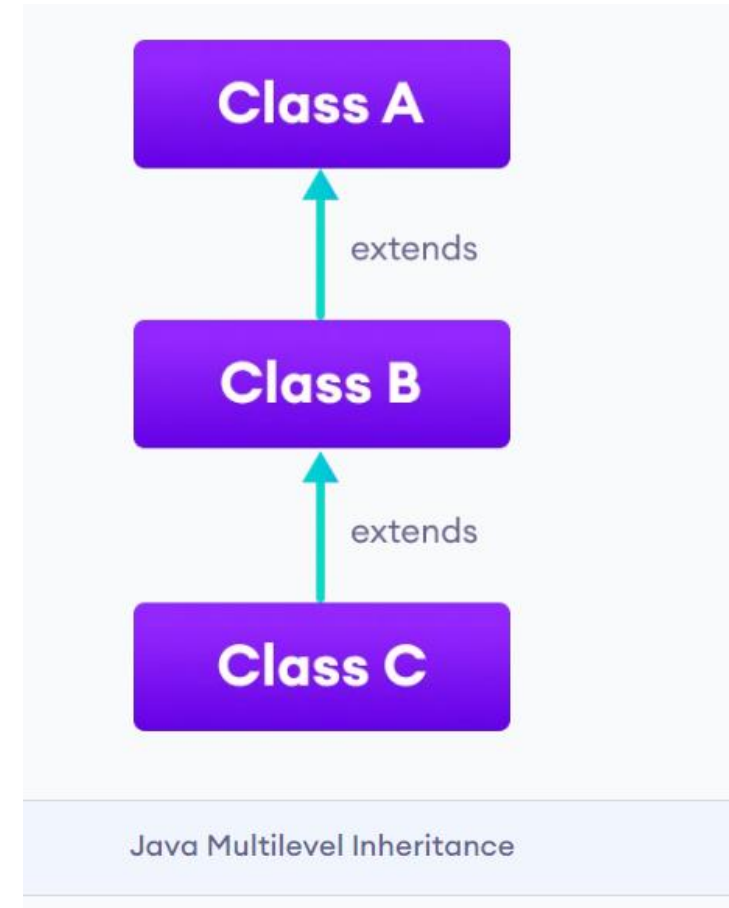 Class A
extends
Class B
extends
Class C
Java Multilevel Inheritance